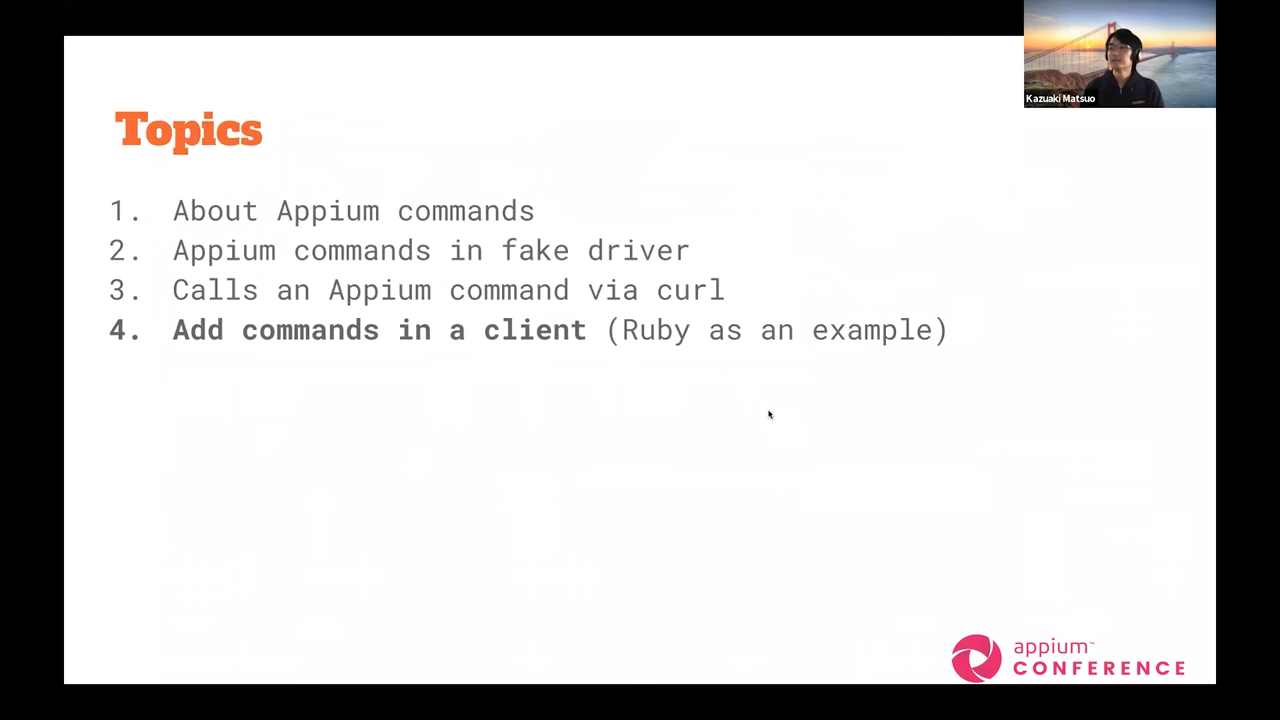 Topics
1. About Appium commands
2. Appium commands in fake driver
3. Calls an Appium command via curl
4. Add commands in a client (Ruby as an example)
Kazuaki Matsuo
appium™
CONFERENCE